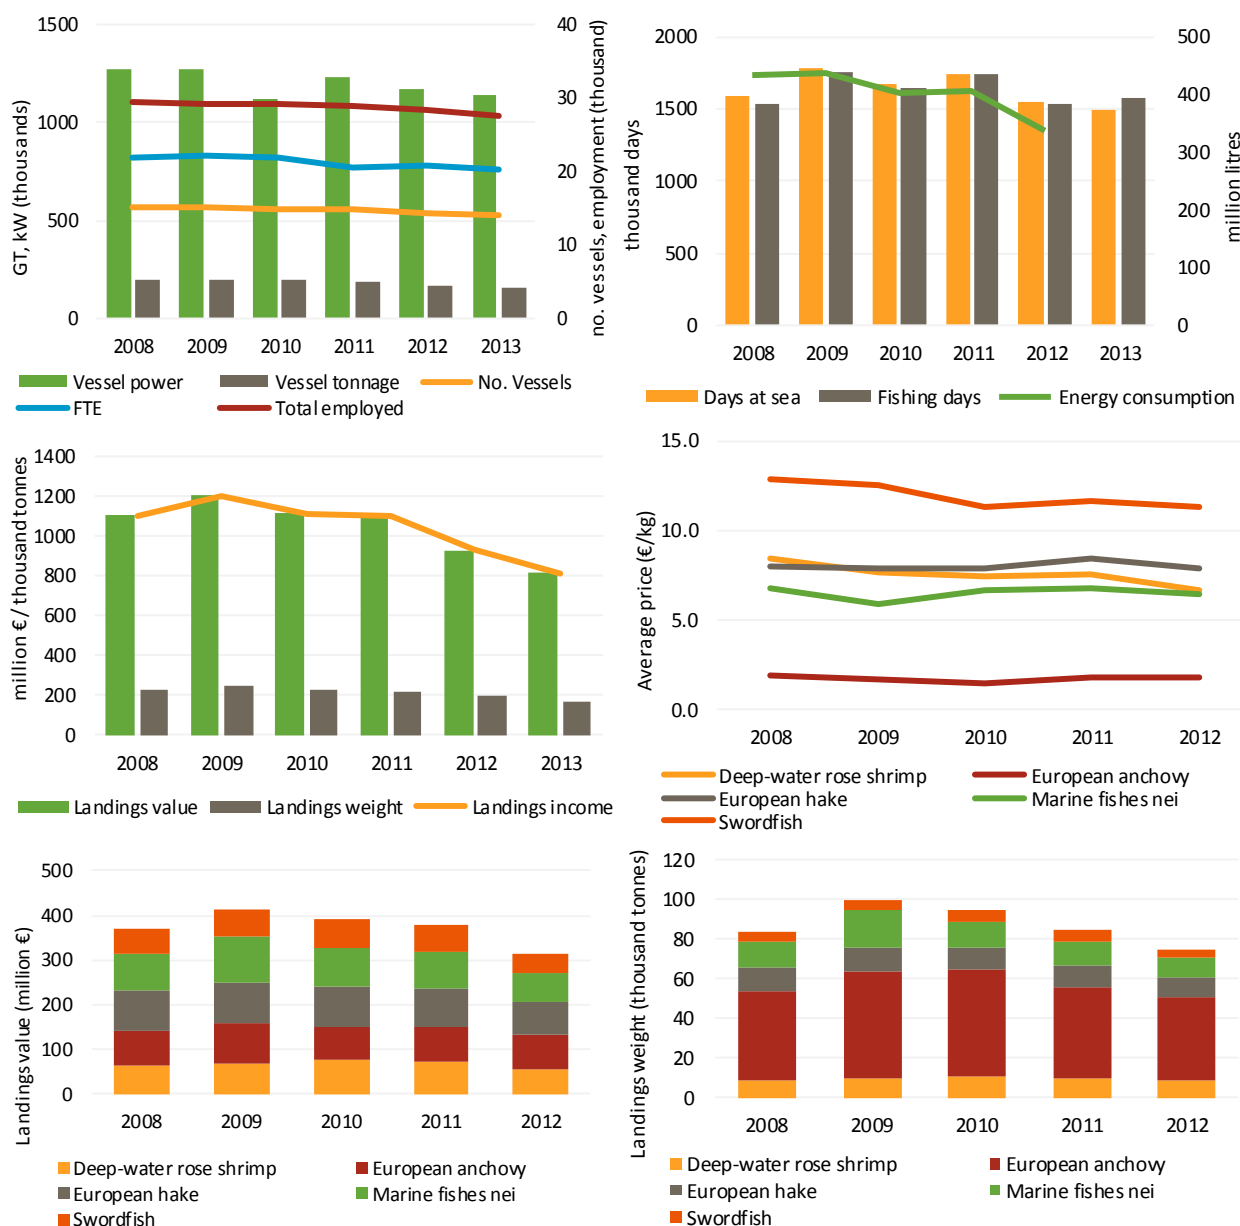 1500
1000
500
0
GT, kW (thousands)
40
30
20
10
0
no. vessels, employment (thousand)
2008 2009 2010 2011 2012 2013
Vessel power Vessel tonnage No. Vessels
FTE Total employed
2000
1500
1000
500
0
thousand days
500
400
300
200
100
0
million litres
2008 2009 2010 2011 2012 2013
Days at sea Fishing days Energy consumption
1400
1200
1000
800
600
400
200
0
million €/ thousand tonnes
2008 2009 2010 2011 2012 2013
Landings value Landings weight Landings income
15.0
10.0
5.0
0.0
Average price (€/kg)
2008 2009 2010 2011 2012
Deep-water rose shrimp European anchovy
European hake Marine fishes nei
Swordfish
500
400
300
200
100
0
Landings value (million €)
2008 2009 2010 2011 2012
Deep-water rose shrimp European anchovy
European hake Marine fishes nei
Swordfish
120
100
80
60
40
20
0
Landings weight (thousand tonnes)
2008 2009 2010 2011 2012
Deep-water rose shrimp European anchovy
European hake Marine fishes nei
Swordfish